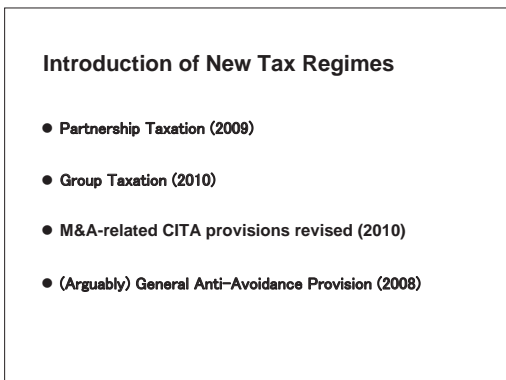 Introduction of New Tax Regimes
● Partnership Taxation (2009)
● Group Taxation (2010)
● M&A-related CITA provisions revised (2010)
● (Arguably) General Anti-Avoidance Provision (2008)